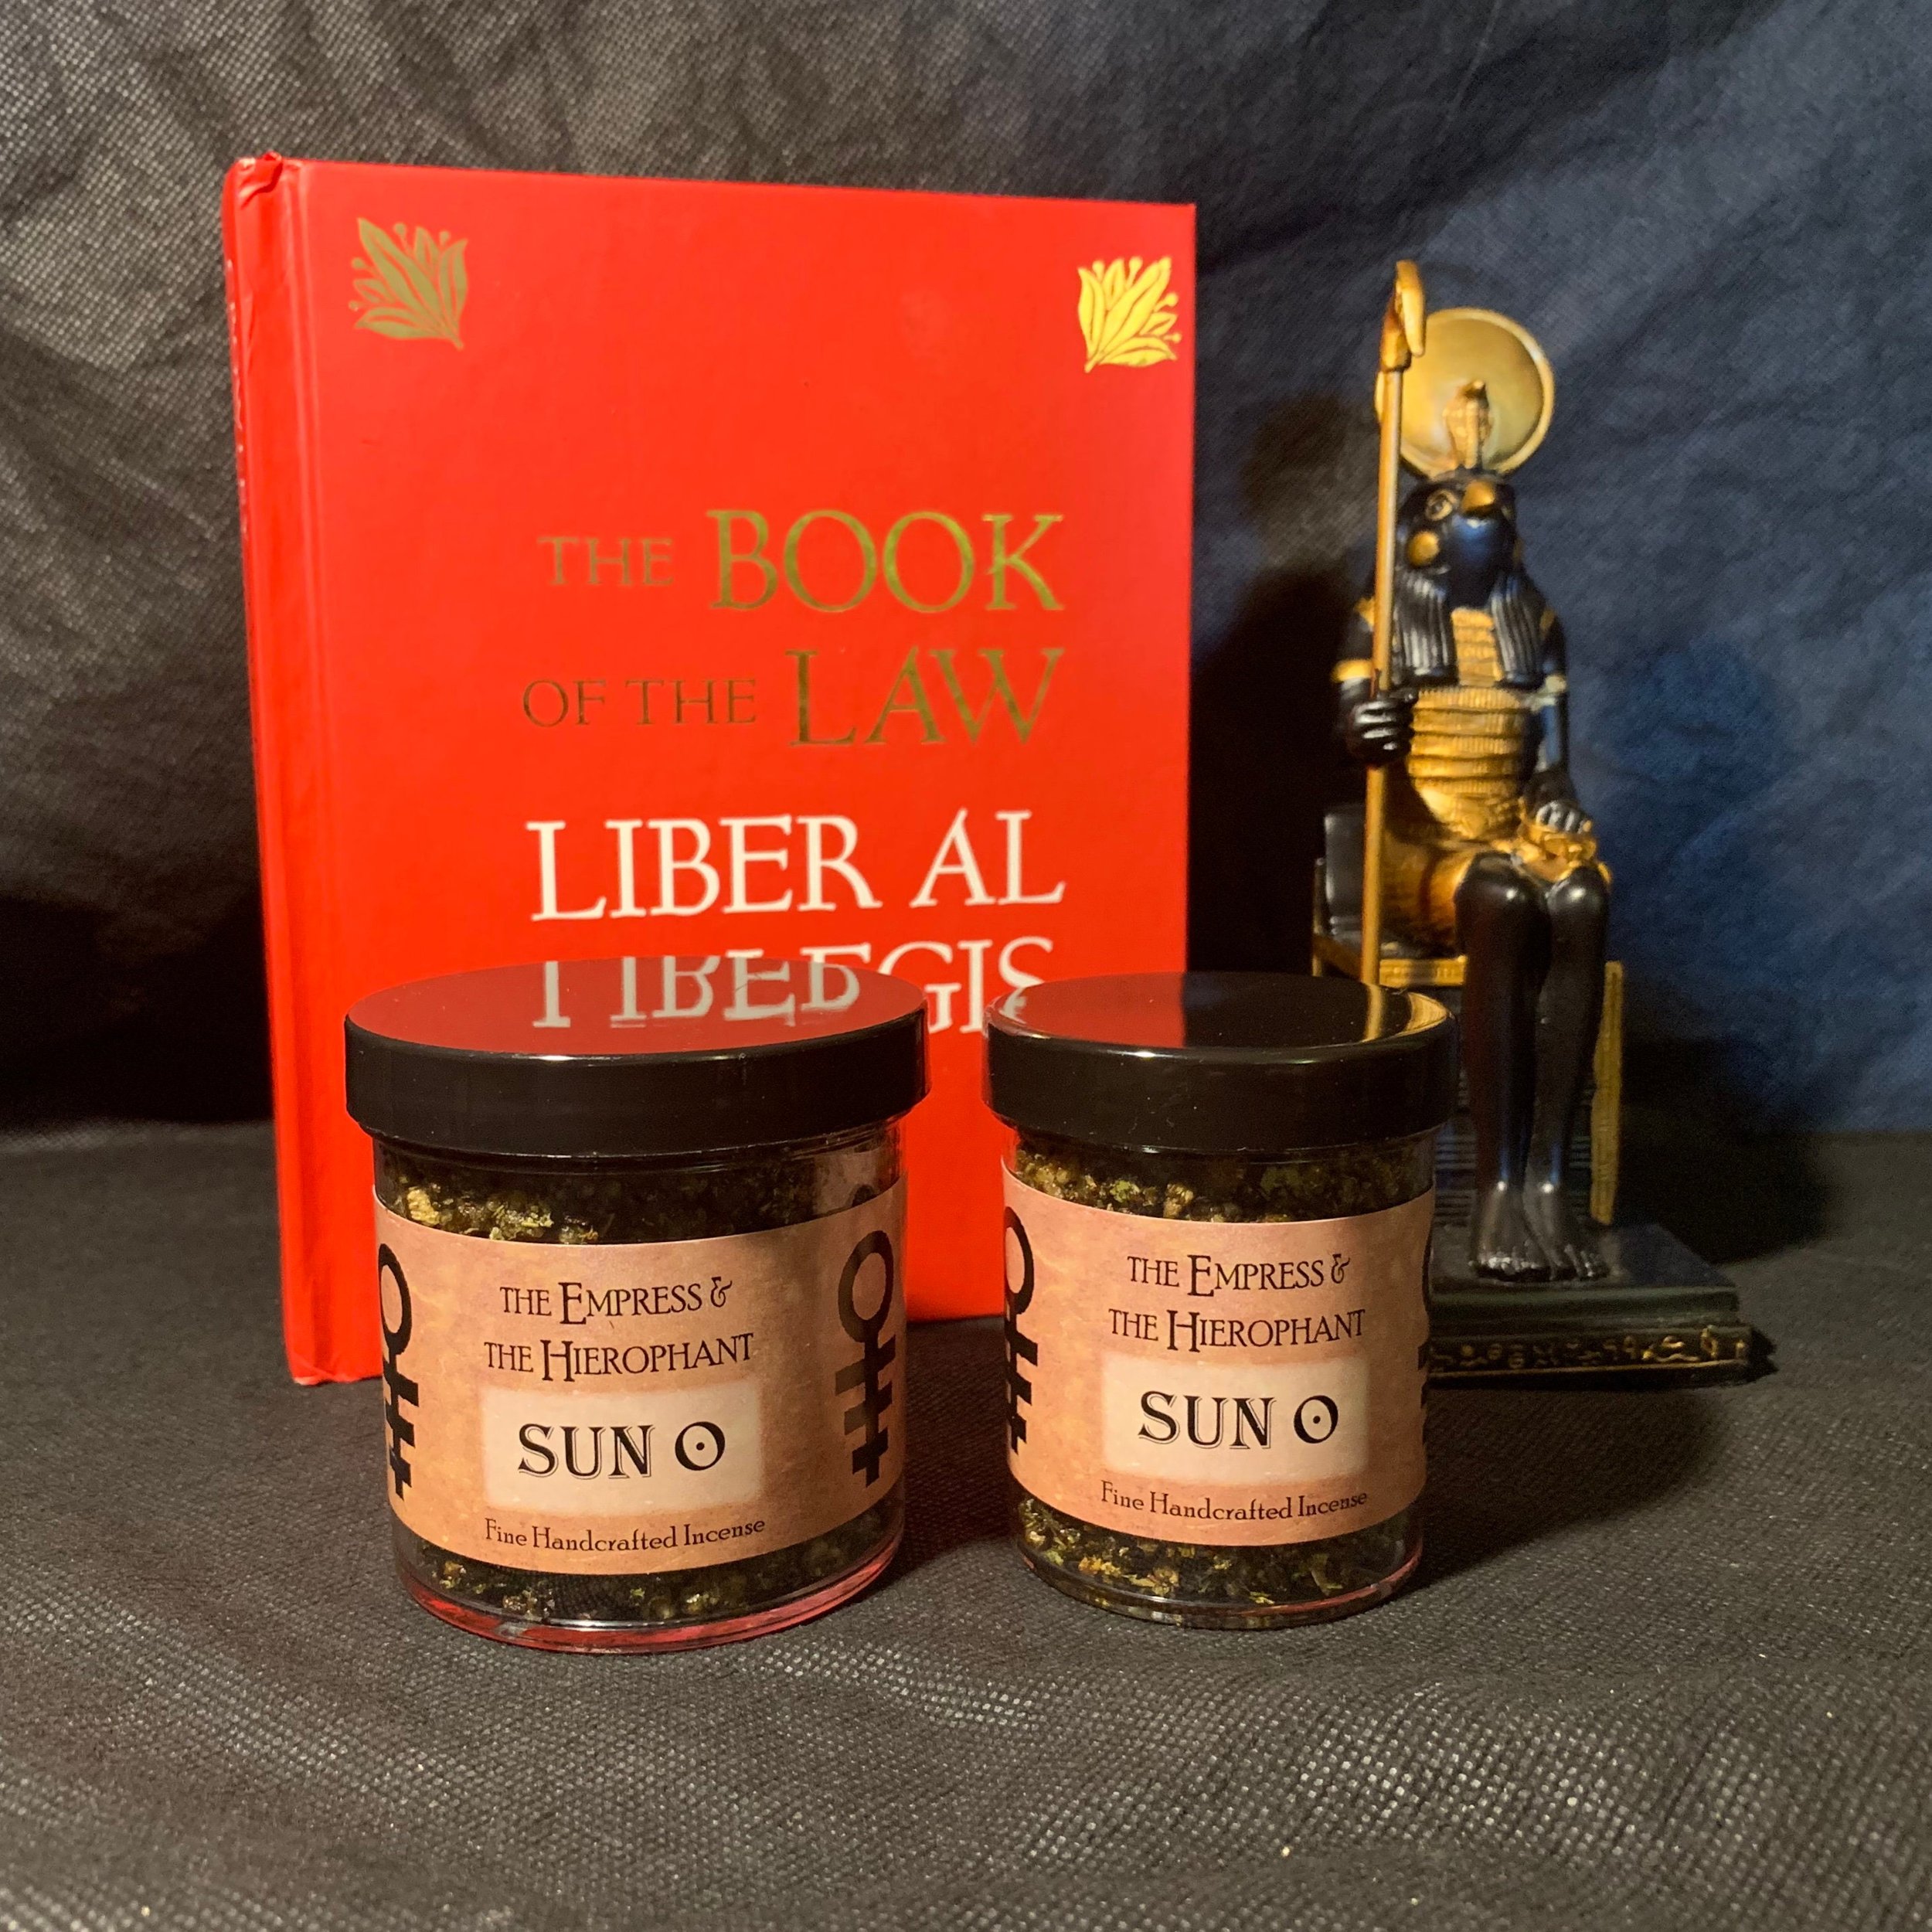 THE BOOK
OF THE LAW
LIBER AL
THE EMPRESS &
THE HIEROPHANT
SUN ☉
Fine Handcrafted Incense
THE EMPRESS &
THE HIEROPHANT
SUN ☉
Fine Handcrafted Incense